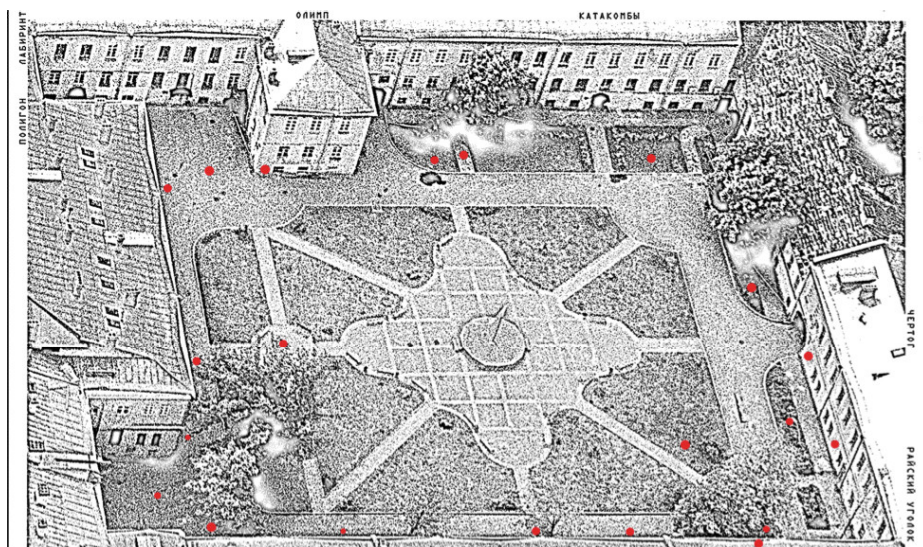 ЛАБИРИНТ
ОЛИМП
КАТАКОМБЫ
ПОЛИГОН
ЧЕРТОГ
РАЙСКИЙ УГОЛОК